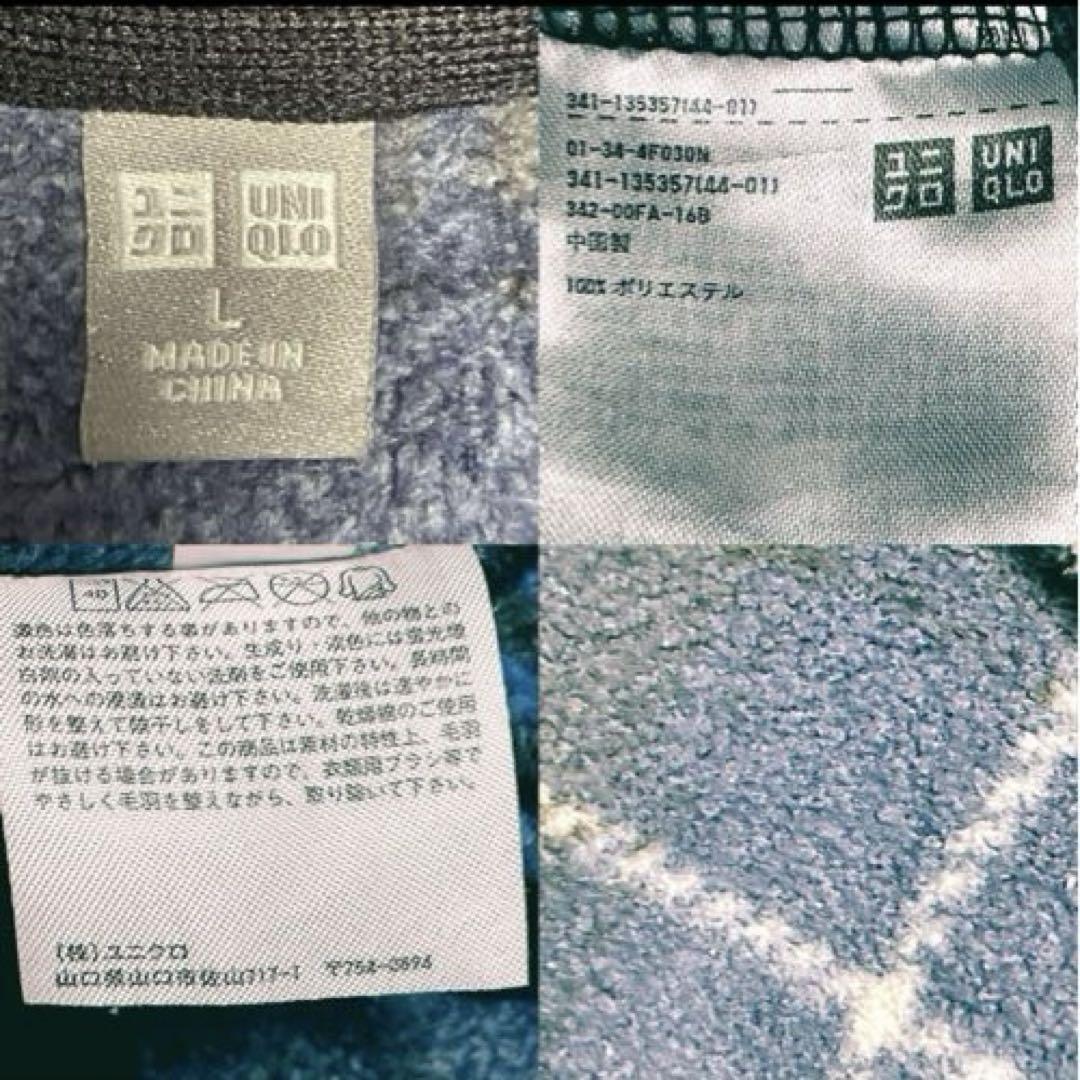 ユニクロ
UNIQLO
L
MADE IN
CHINA
341-135357(44-01)
01-34-4F030N
341-135357(44-01)
342-00FA-16B
中国製
100% ポリエステル
ユニクロ
UNIQLO
40
濃色は色落ちする事がありますので、他の物との
お洗濯はお避け下さい。生成り・淡色には蛍光増
白剤の入っていない洗剤をご使用下さい。長時間
の水への浸漬はお避け下さい。洗濯後は速やかに
形を整えて陰干しをして下さい。乾燥機のご使用
はお避け下さい。この商品は素材の特性上、毛羽
が抜ける場合がありますので、衣類用ブラシ等で
やさしく毛羽を整えながら、取り除いて下さい。
(株)ユニクロ
山口県山口市佐山717-1 〒754-0894